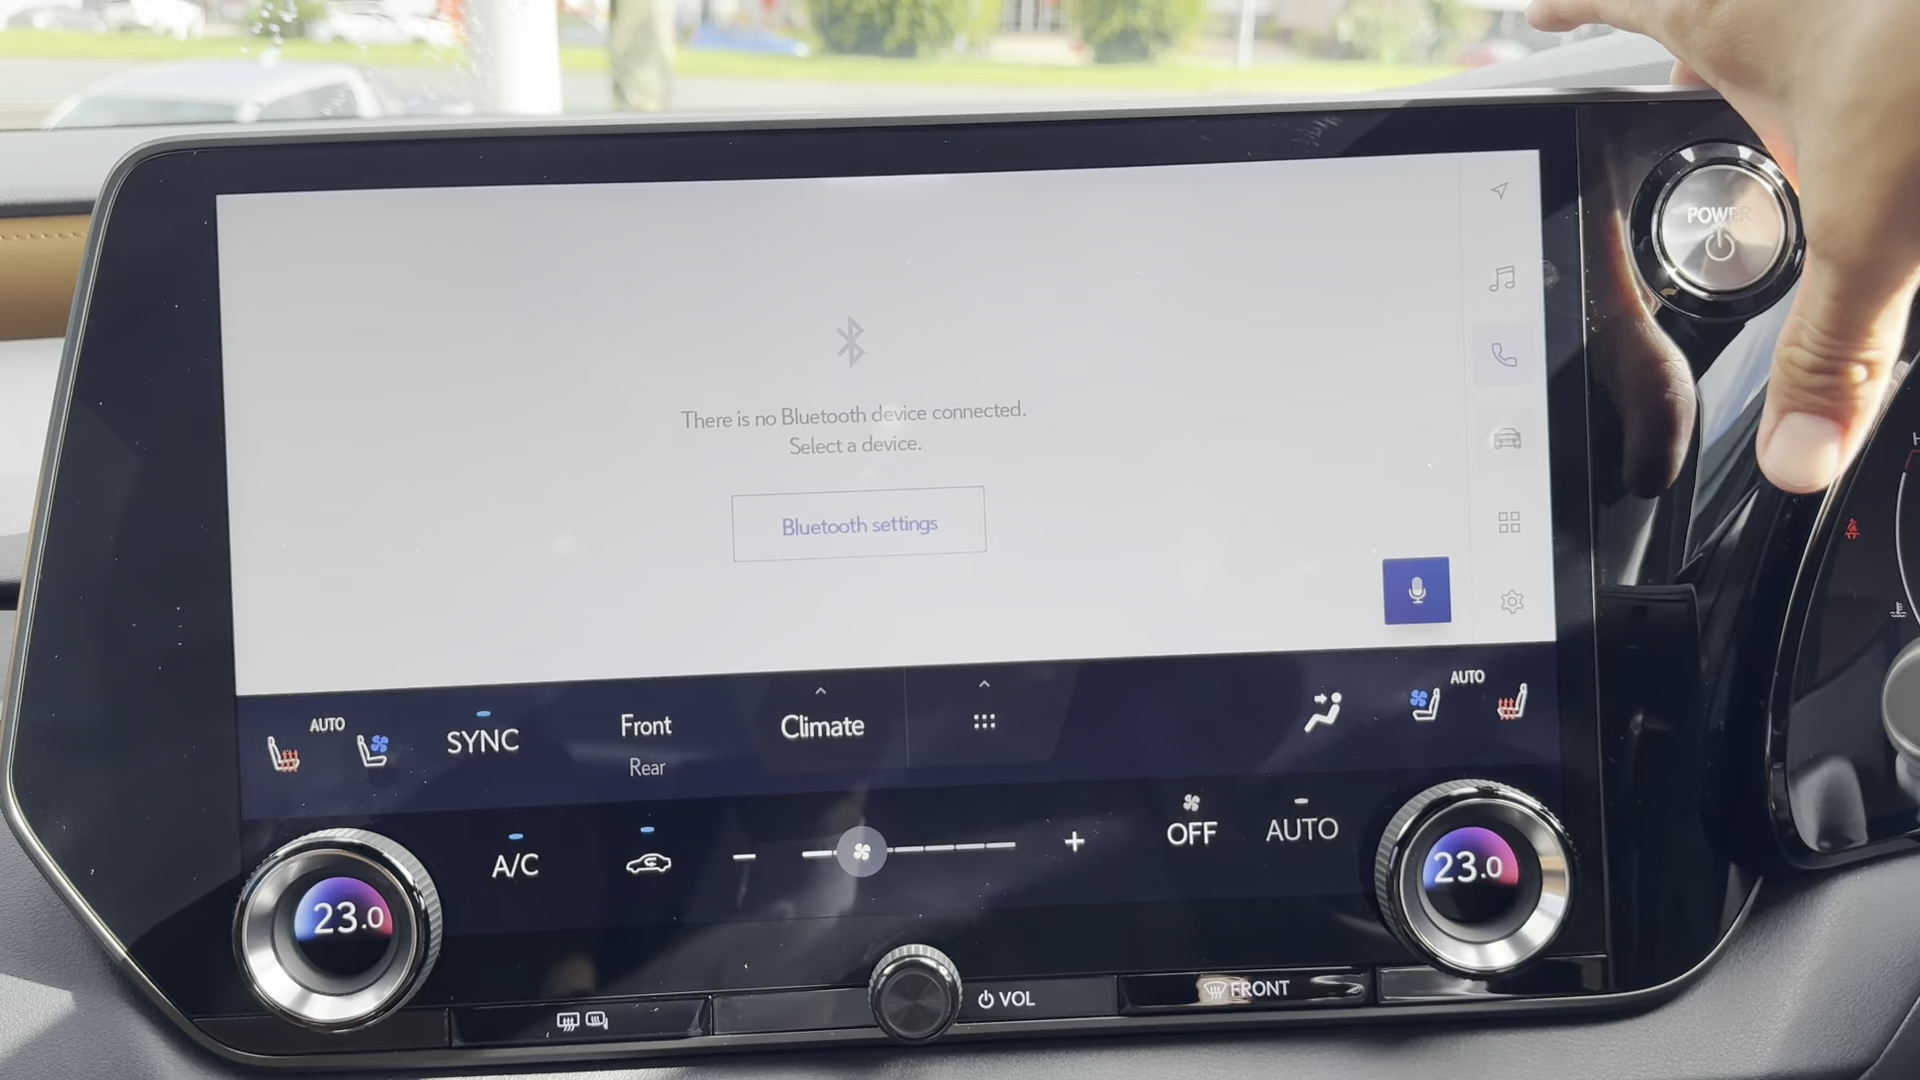 POWER
There is no Bluetooth device connected.
Select a device.
Bluetooth settings
AUTO
SYNC
Front
Rear
Climate
AUTO
A/C
−
+
OFF
AUTO
23.0
23.0
VOL
FRONT
H